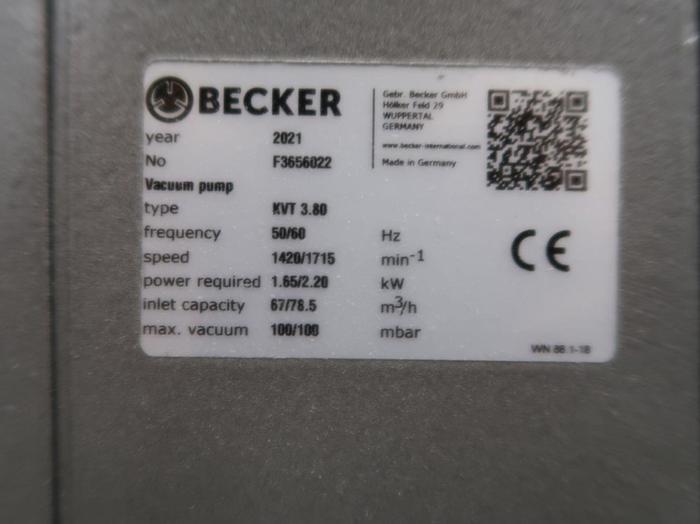 BECKER
Gebr. Becker GmbH
Hölker Feld 29
WUPPERTAL
GERMANY
www.becker-international.com
Made in Germany
year 2021
No F3656022
Vacuum pump
type KVT 3.80
frequency 50/60 Hz
speed 1420/1715 min-1
power required 1.65/2.20 kW
inlet capacity 67/76.5 m3/h
max. vacuum 100/100 mbar
CE
WN 88.1-18